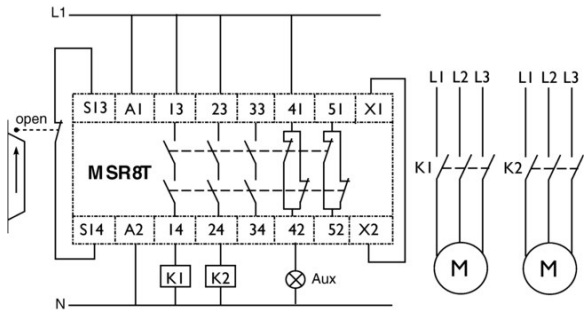 L1
S13 A1 13 23 33 41 51 X1
open
MSR8T
S14 A2 14 24 34 42 52 X2
K1 K2 Aux
N
L1 L2 L3 L1 L2 L3
K1 K2
M M